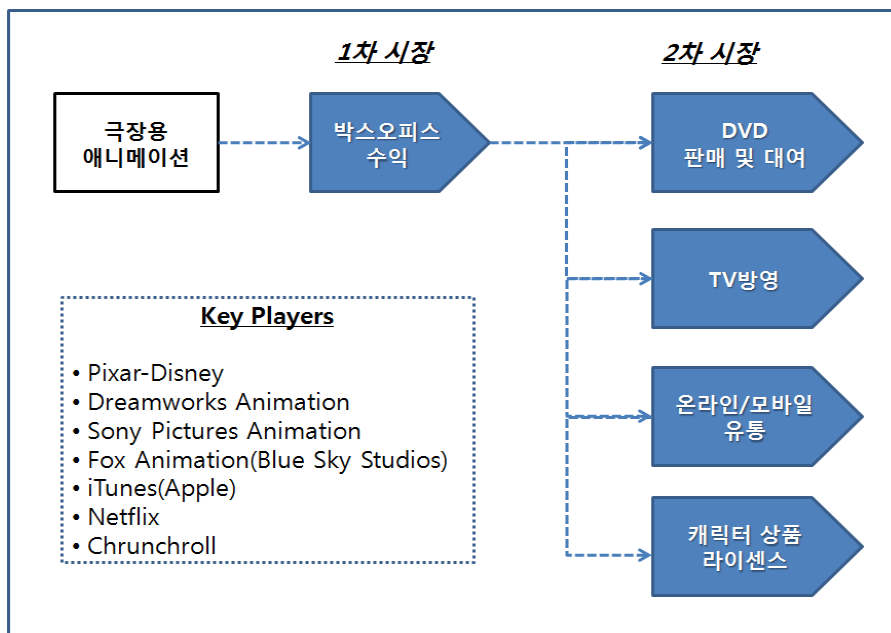 1차 시장
2차 시장
극장용
애니메이션
박스오피스
수익
DVD
판매 및 대여
TV방영
온라인/모바일
유통
캐릭터 상품
라이센스
Key Players
• Pixar-Disney
• Dreamworks Animation
• Sony Pictures Animation
• Fox Animation(Blue Sky Studios)
• iTunes(Apple)
• Netflix
• Chrunchroll